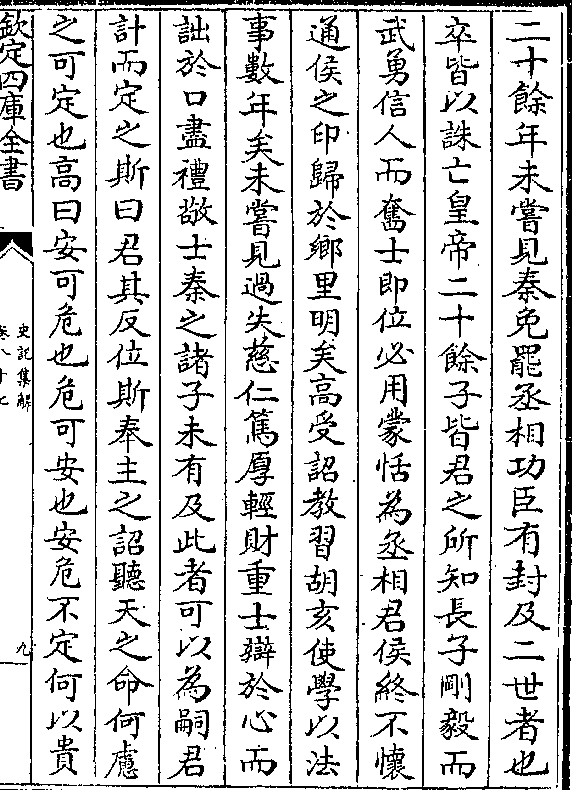 二十餘年未嘗見秦免罷丞相功臣有封及二世者也
卒皆以誅亡皇帝二十餘子皆君之所知長子剛毅而
武勇信人而奮士即位必用蒙恬為丞相君侯終不懷
通侯之印歸於鄉里明矣高受詔教習胡亥使學以法
事數年矣未嘗見過失慈仁篤厚輕財重士辯於心而
詘於口盡禮敬士秦之諸子未有及此者可以為嗣君
計而定之斯曰君其反位斯奉主之詔聽天之命何慮
之可定也高曰安可危也危可安也安危不定何以貴
欽定四庫全書
史記集解
卷八十七
九